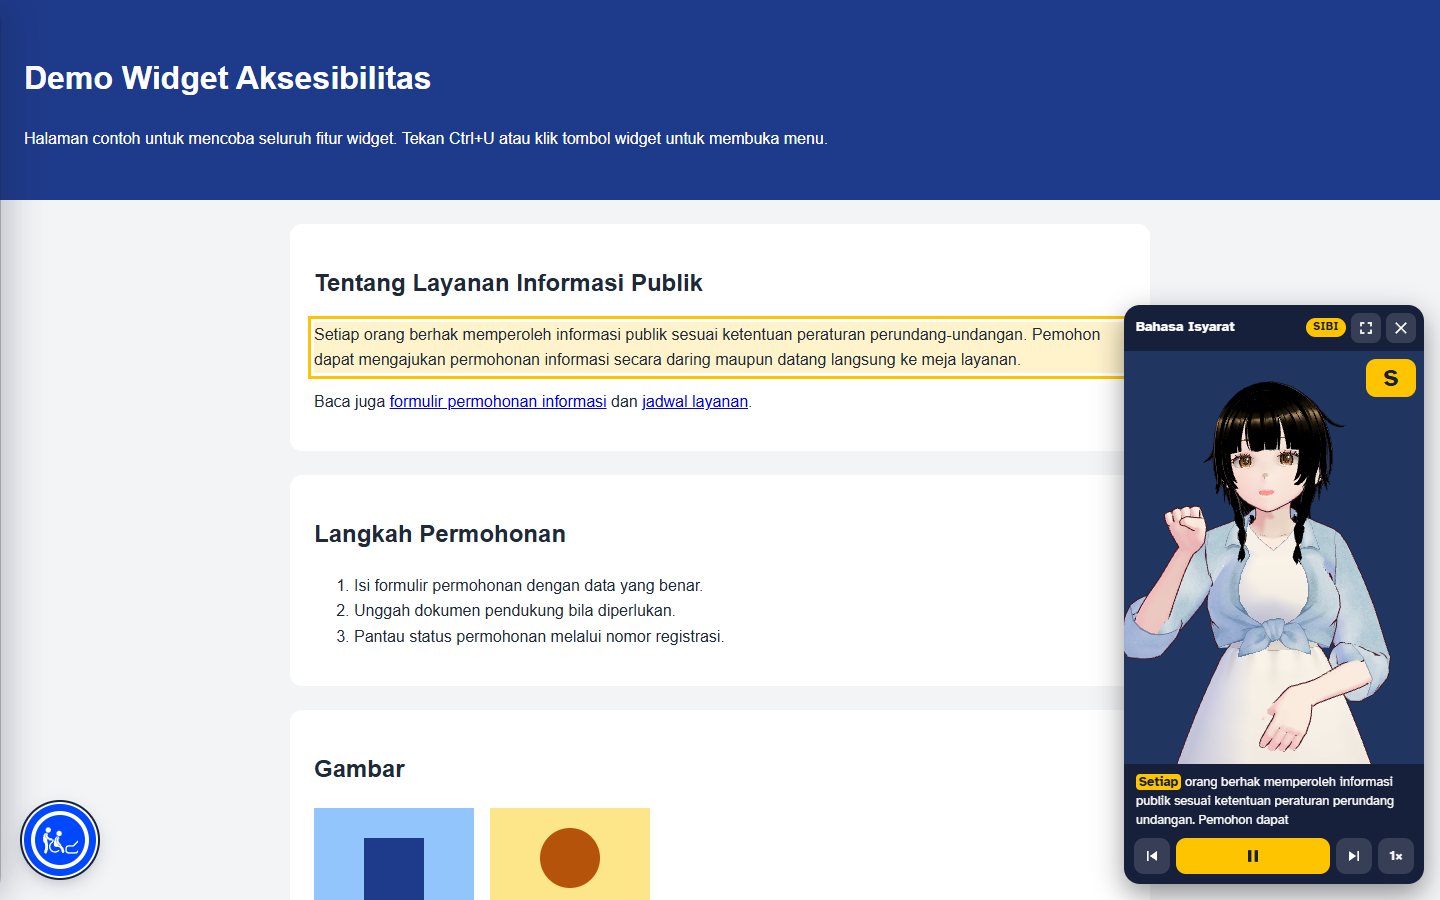 Demo Widget Aksesibilitas
Halaman contoh untuk mencoba seluruh fitur widget. Tekan Ctrl+U atau klik tombol widget untuk membuka menu.
Tentang Layanan Informasi Publik
Setiap orang berhak memperoleh informasi publik sesuai ketentuan peraturan perundang-undangan. Pemohon
dapat mengajukan permohonan informasi secara daring maupun datang langsung ke meja layanan.
Baca juga formulir permohonan informasi dan jadwal layanan.
Langkah Permohonan
1. Isi formulir permohonan dengan data yang benar.
2. Unggah dokumen pendukung bila diperlukan.
3. Pantau status permohonan melalui nomor registrasi.
Gambar
Bahasa Isyarat
SIBI
S
Setiap orang berhak memperoleh informasi
publik sesuai ketentuan peraturan perundang
undangan. Pemohon dapat
1×